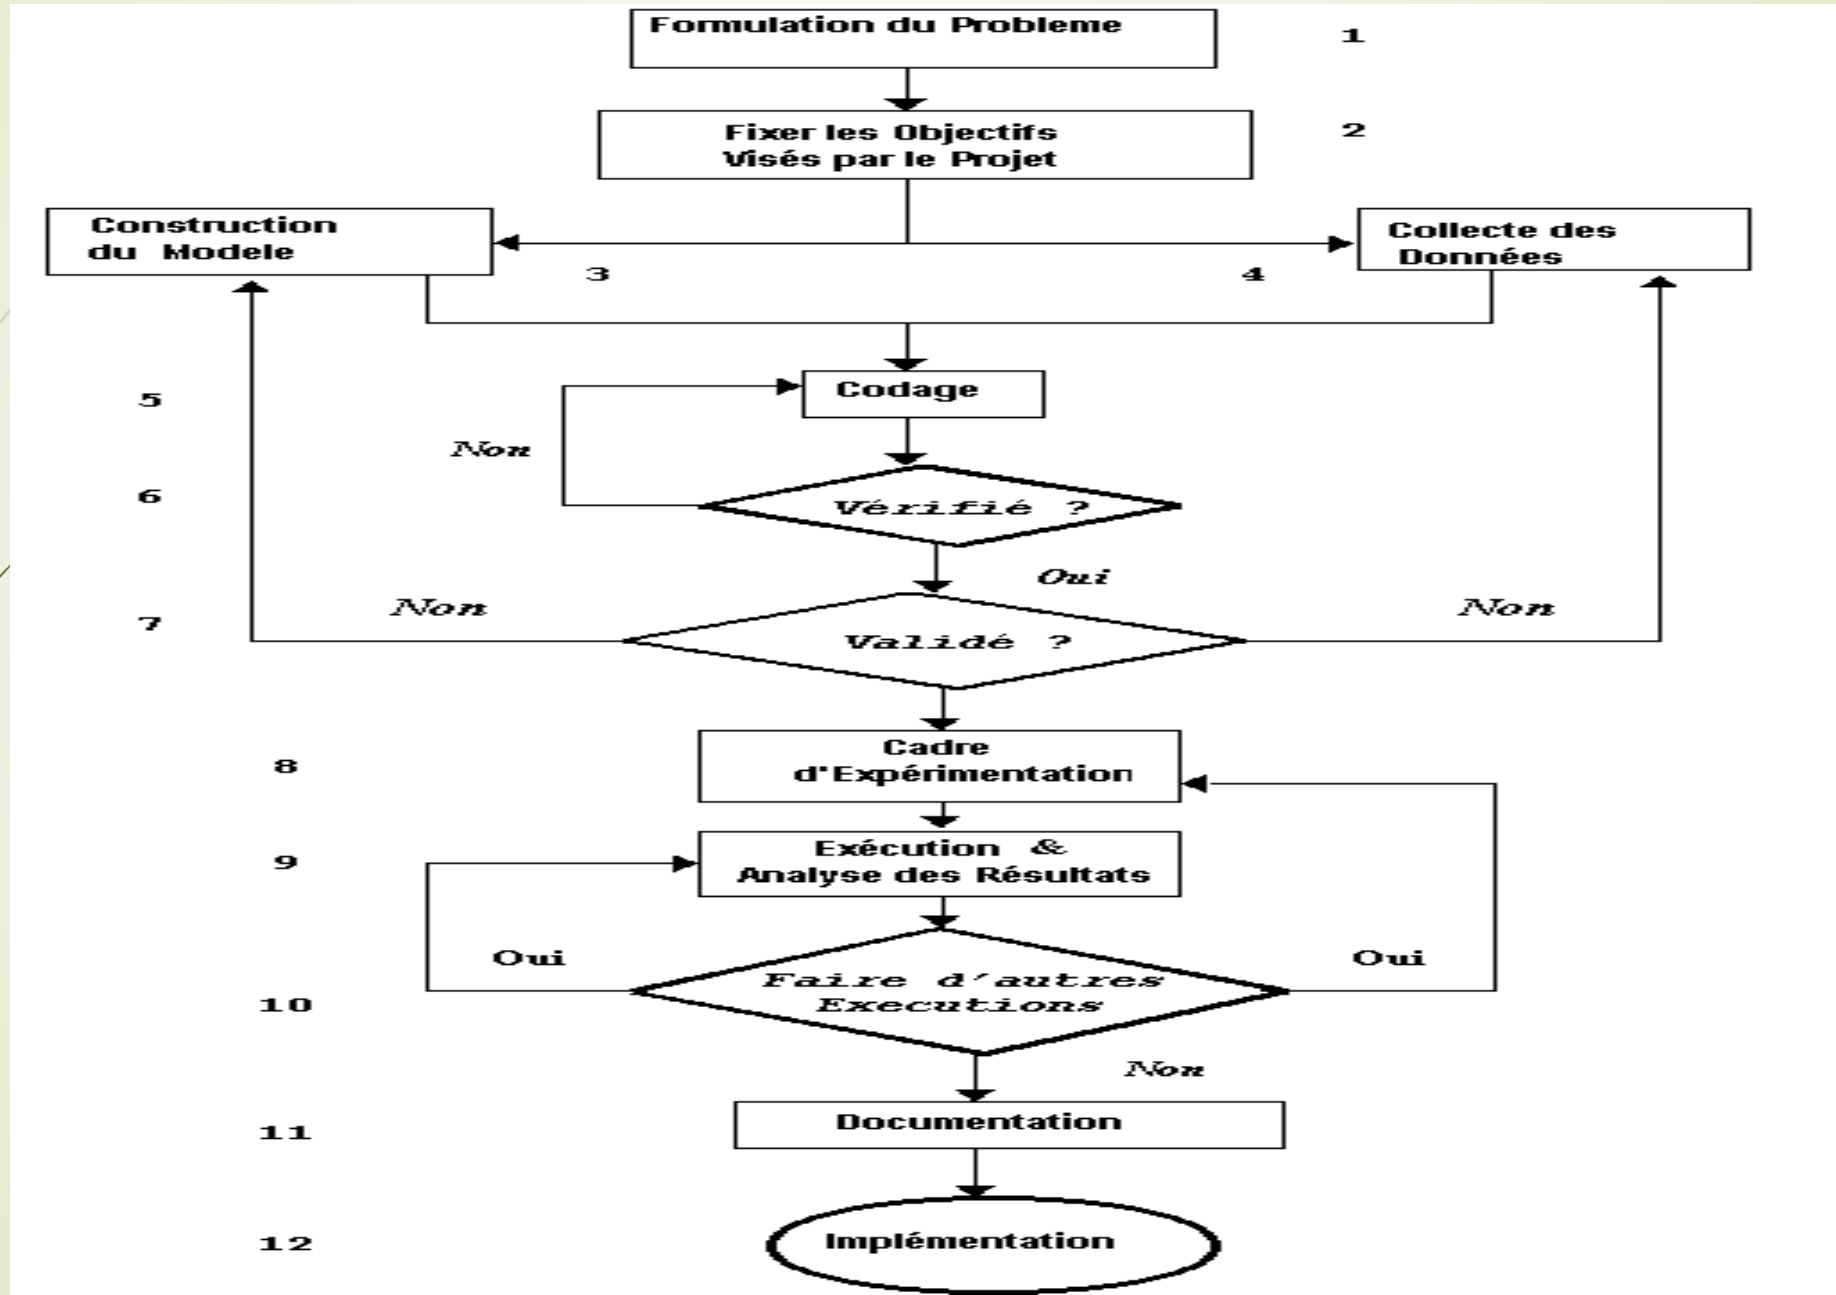 Formulation du Probleme
1
Fixer les Objectifs
Visés par le Projet
2
Construction
du Modele
Collecte des
Données
3
4
Codage
5
Non
Vérifié ?
6
Oui
Non
Non
7
Validé ?
Cadre
d'Expérimentation
8
Exécution &
Analyse des Résultats
9
Oui
Oui
Faire d'autres
Executions
10
Non
Documentation
11
Implémentation
12